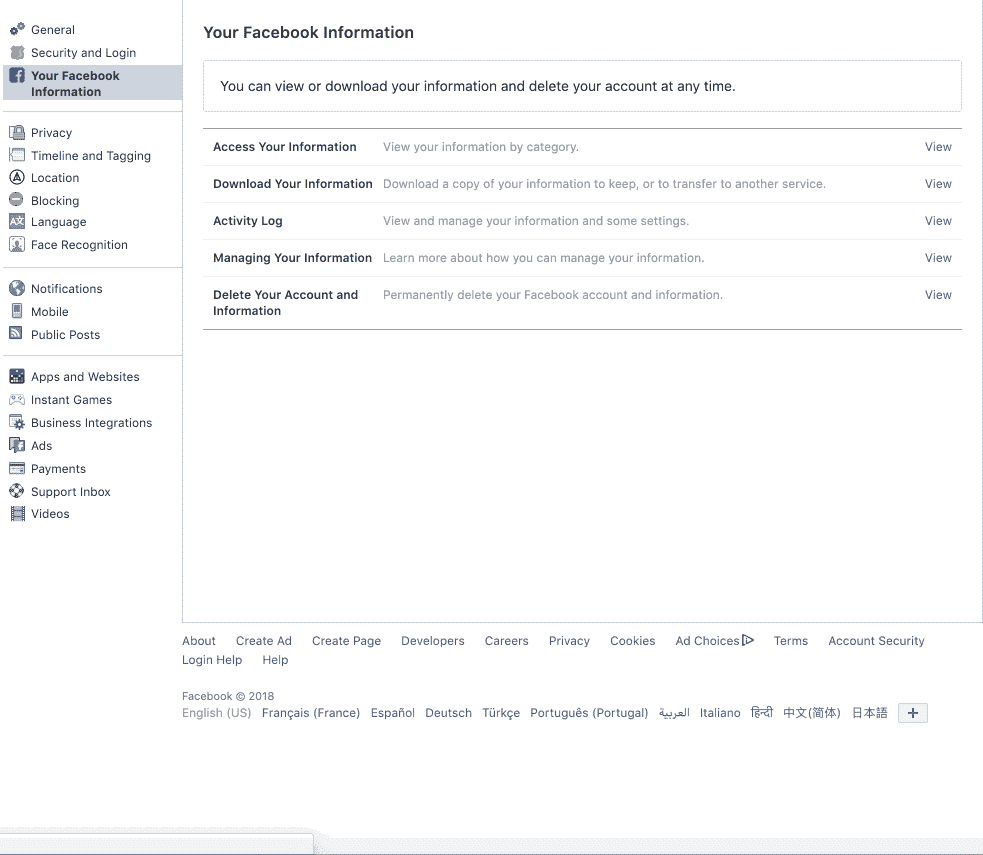 General
Security and Login
Your Facebook
Information
Privacy
Timeline and Tagging
Location
Blocking
Language
Face Recognition
Notifications
Mobile
Public Posts
Apps and Websites
Instant Games
Business Integrations
Ads
Payments
Support Inbox
Videos
Your Facebook Information
You can view or download your information and delete your account at any time.
Access Your Information View your information by category. View
Download Your Information Download a copy of your information to keep, or to transfer to another service. View
Activity Log View and manage your information and some settings. View
Managing Your Information Learn more about how you can manage your information. View
Delete Your Account and Permanently delete your Facebook account and information. View
Information
About Create Ad Create Page Developers Careers Privacy Cookies Ad Choices Terms Account Security
Login Help Help
Facebook © 2018
English (US) Français (France) Español Deutsch Türkçe Português (Portugal) العربية Italiano हिन्दी 中文(简体) 日本語 +